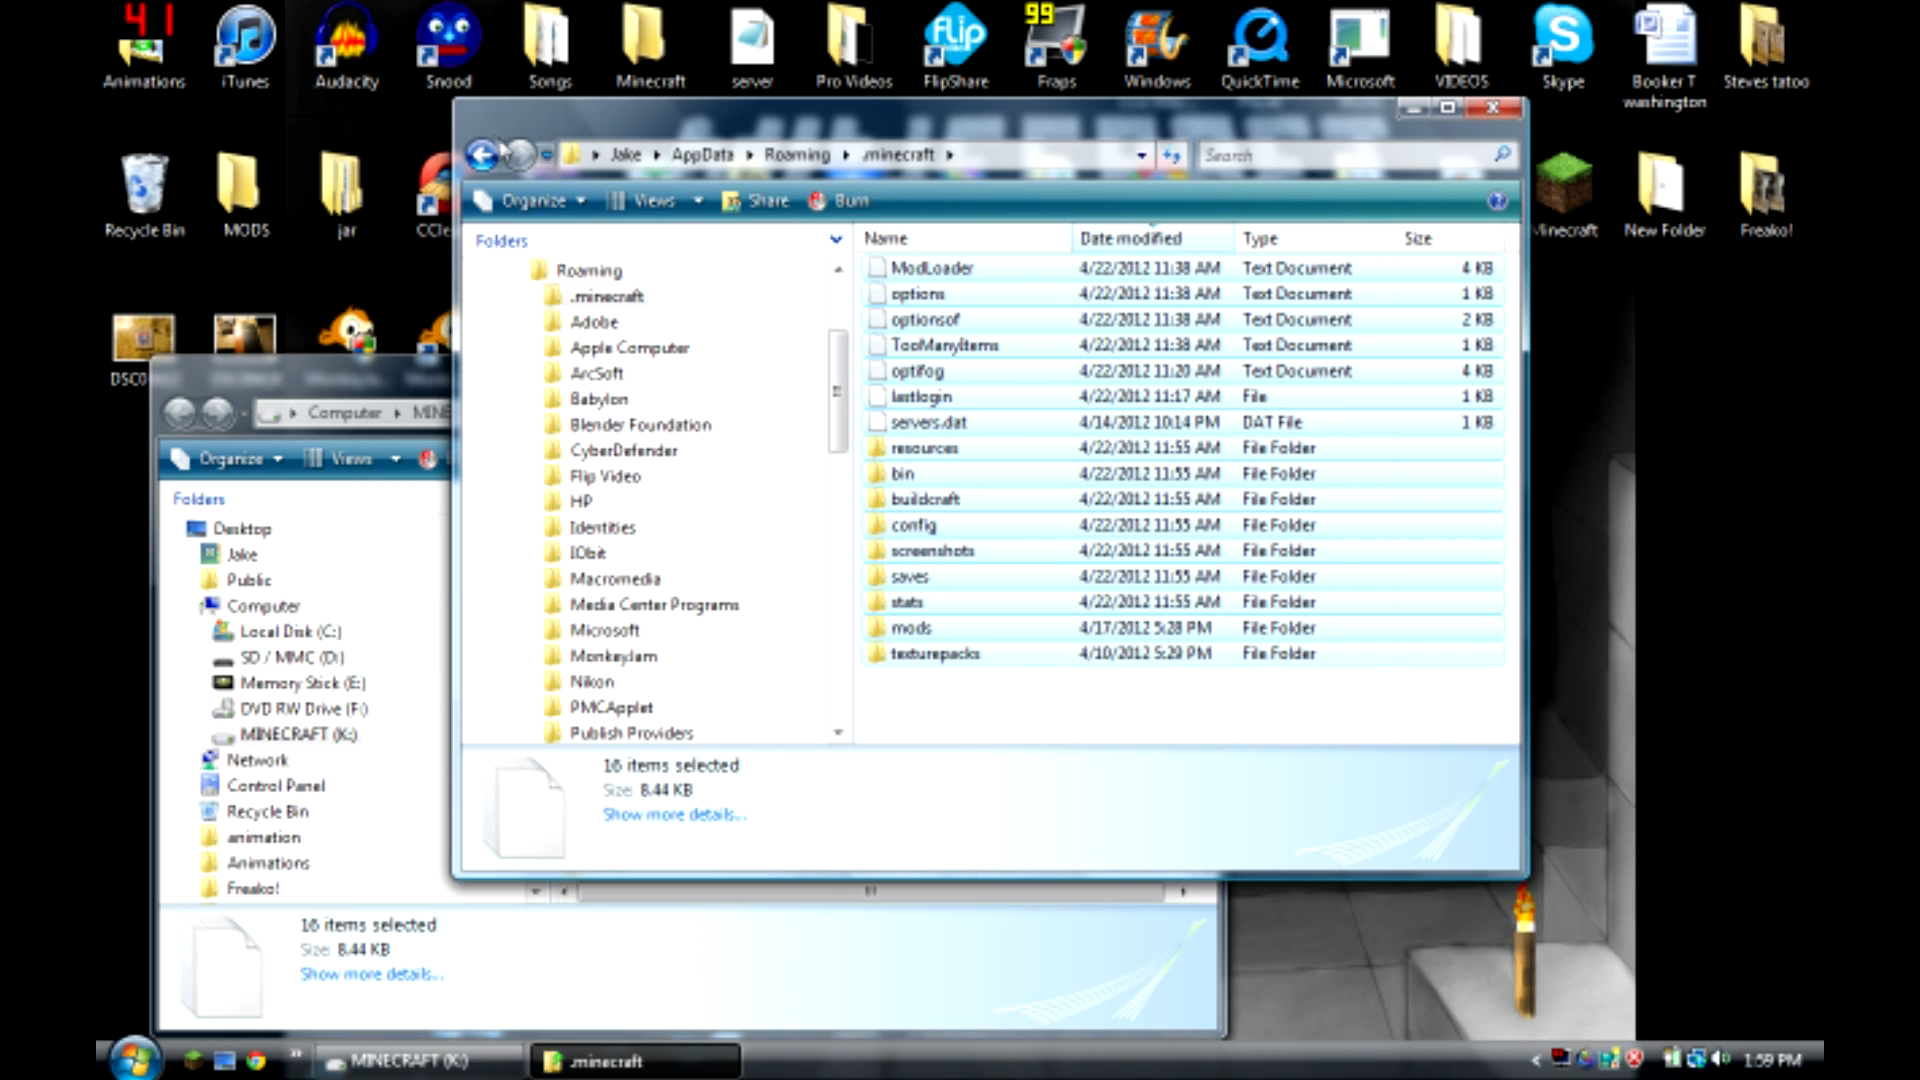 41
99
Animations
iTunes
Audacity
Snood
Songs
Minecraft
server
Pro Videos
FlipShare
Fraps
Windows
QuickTime
Microsoft
VIDEOS
Skype
Booker T washington
Steves tatoo
flip
Recycle Bin
MODS
jar
CCle
Minecraft
New Folder
Freako!
Jake
AppData
Roaming
.minecraft
Search
Organize
Views
Share
Burn
Folders
Roaming
.minecraft
Adobe
Apple Computer
ArcSoft
Babylon
Blender Foundation
CyberDefender
Flip Video
HP
Identities
IObit
Macromedia
Media Center Programs
Microsoft
MonkeyJam
Nikon
PMCApplet
Publish Providers
Name Date modified Type Size
ModLoader 4/22/2012 11:38 AM Text Document 4 KB
options 4/22/2012 11:38 AM Text Document 1 KB
optionsof 4/22/2012 11:38 AM Text Document 2 KB
TooManyItems 4/22/2012 11:38 AM Text Document 1 KB
optifog 4/22/2012 11:20 AM Text Document 4 KB
lastlogin 4/22/2012 11:17 AM File 1 KB
servers.dat 4/14/2012 10:14 PM DAT File 1 KB
resources 4/22/2012 11:55 AM File Folder
bin 4/22/2012 11:55 AM File Folder
buildcraft 4/22/2012 11:55 AM File Folder
config 4/22/2012 11:55 AM File Folder
screenshots 4/22/2012 11:55 AM File Folder
saves 4/22/2012 11:55 AM File Folder
stats 4/22/2012 11:55 AM File Folder
mods 4/17/2012 5:28 PM File Folder
texturepacks 4/10/2012 5:29 PM File Folder
16 items selected
Size: 8.44 KB
Show more details...
DSC0
Computer
MINE
Organize
Views
Folders
Desktop
Jake
Public
Computer
Local Disk (C:)
SD / MMC (D:)
Memory Stick (E:)
DVD RW Drive (F:)
MINECRAFT (K:)
Network
Control Panel
Recycle Bin
animation
Animations
Freako!
16 items selected
Size: 8.44 KB
Show more details...
MINECRAFT (K:)
.minecraft
1:59 PM